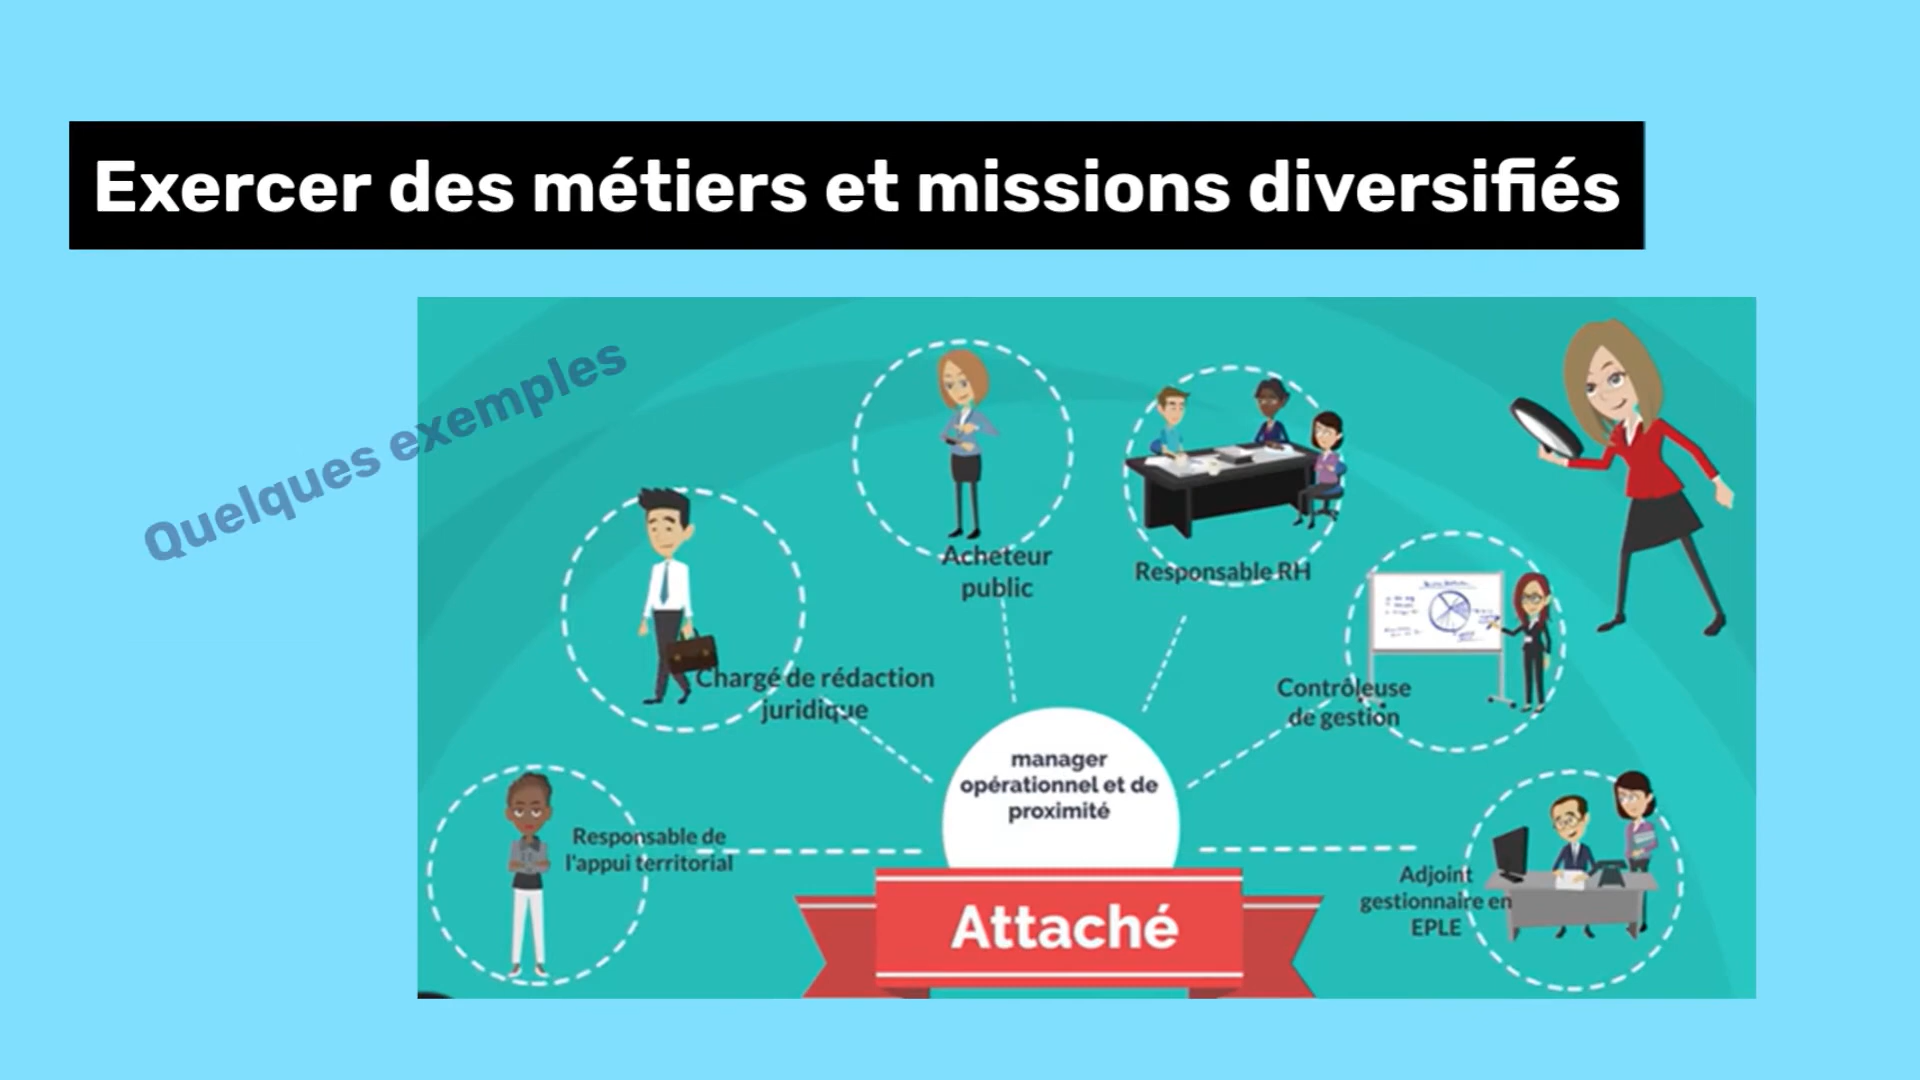 Exercer des métiers et missions diversifiés
Quelques exemples
Acheteur
public
Responsable RH
Chargé de rédaction
juridique
Contrôleuse
de gestion
manager
opérationnel et de
proximité
Responsable de
l'appui territorial
Adjoint
gestionnaire en
EPLE
Attaché